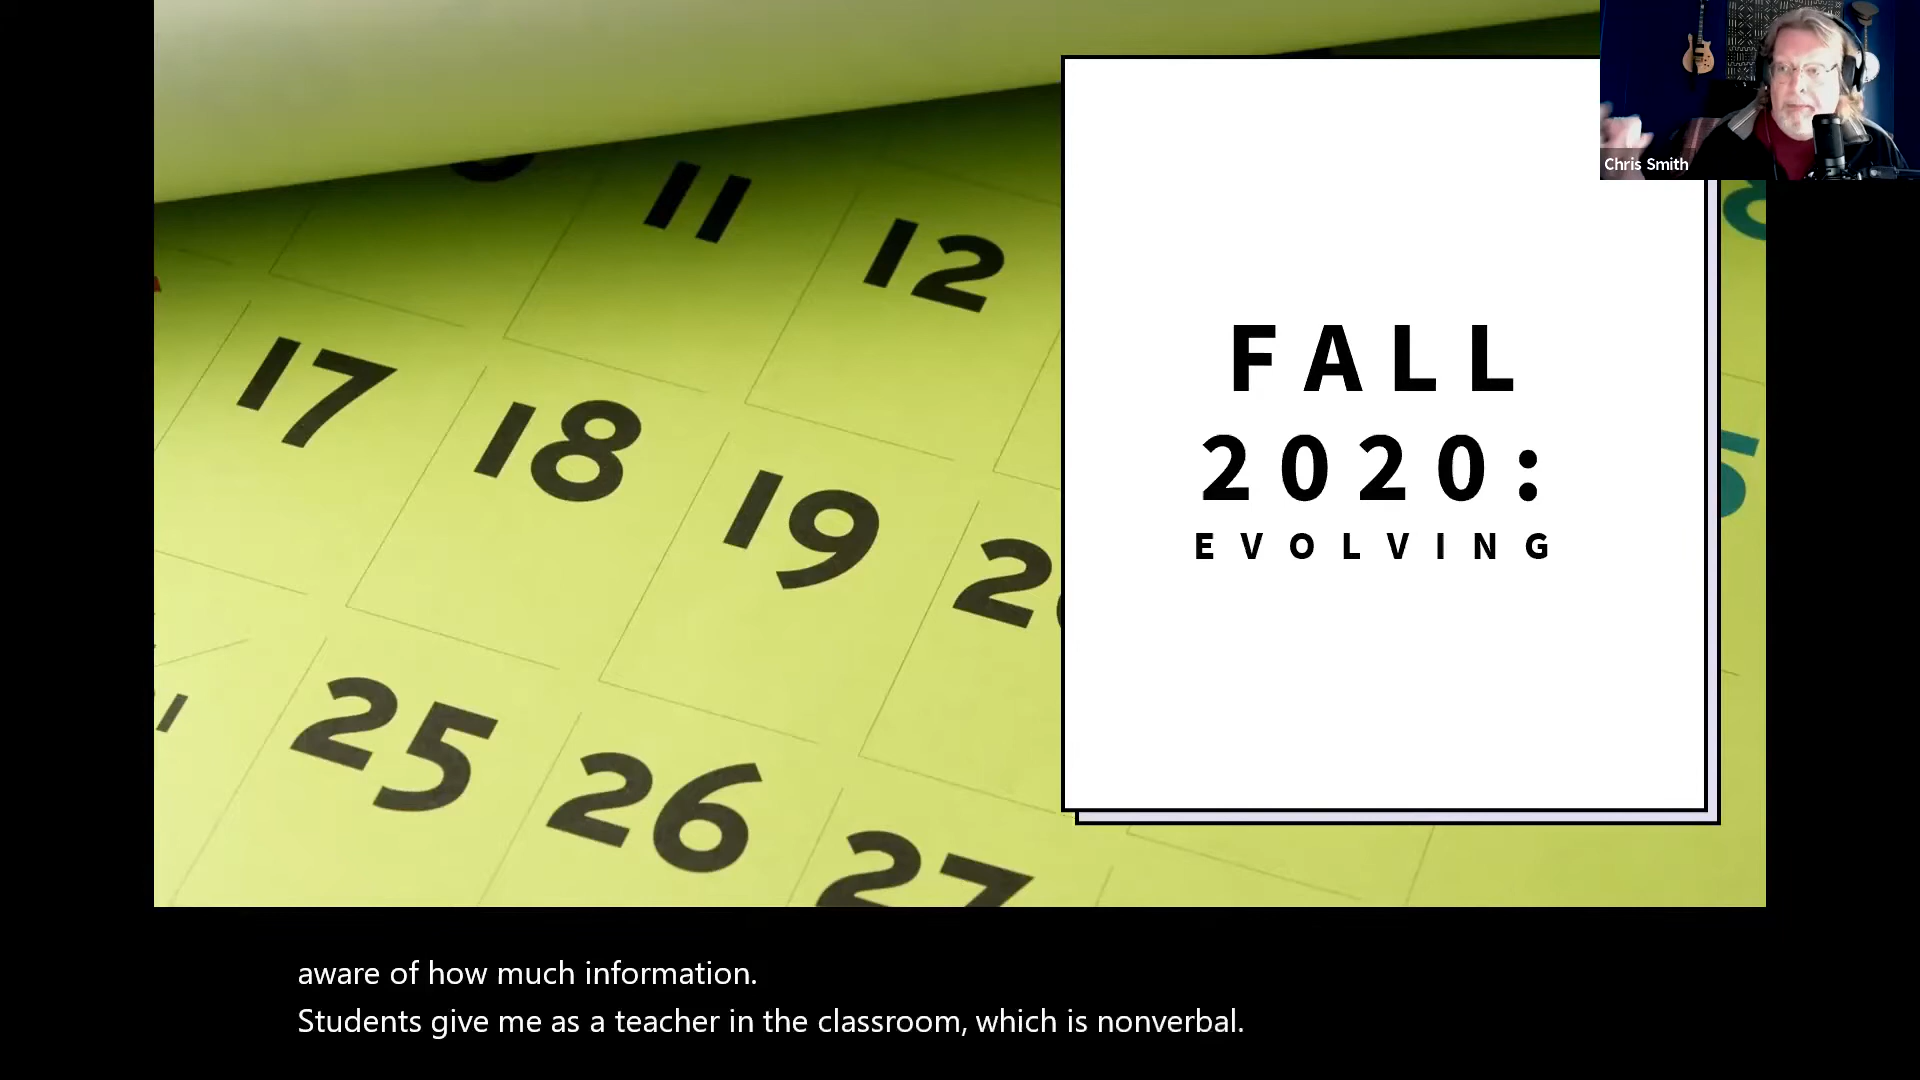 11
12
17
18
19
25
26
27
FALL
2020:
EVOLVING
Chris Smith
aware of how much information.
Students give me as a teacher in the classroom, which is nonverbal.